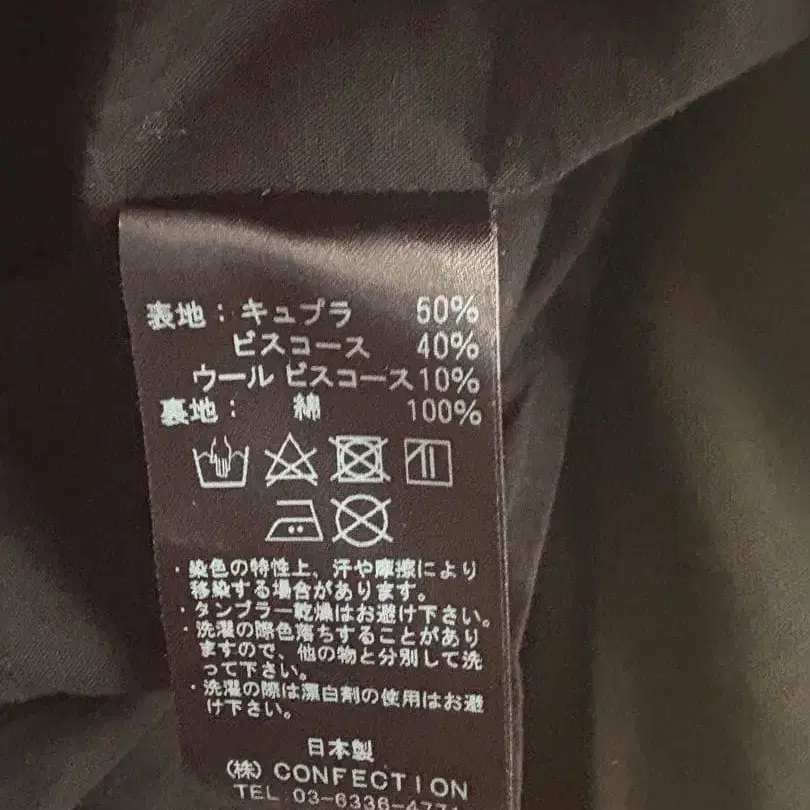 表地：キュプラ 50%
ビスコース 40%
ウール ビスコース10%
裏地： 綿 100%
・染色の特性上、汗や摩擦により
移染する場合があります。
・タンブラー乾燥はお避け下さい。
・洗濯の際色落ちすることがあり
ますので、他の物と分別して洗
って下さい。
・洗濯の際は漂白剤の使用はお避
け下さい。
日本製
(株) CONFECTION
TEL 03-6336-4771